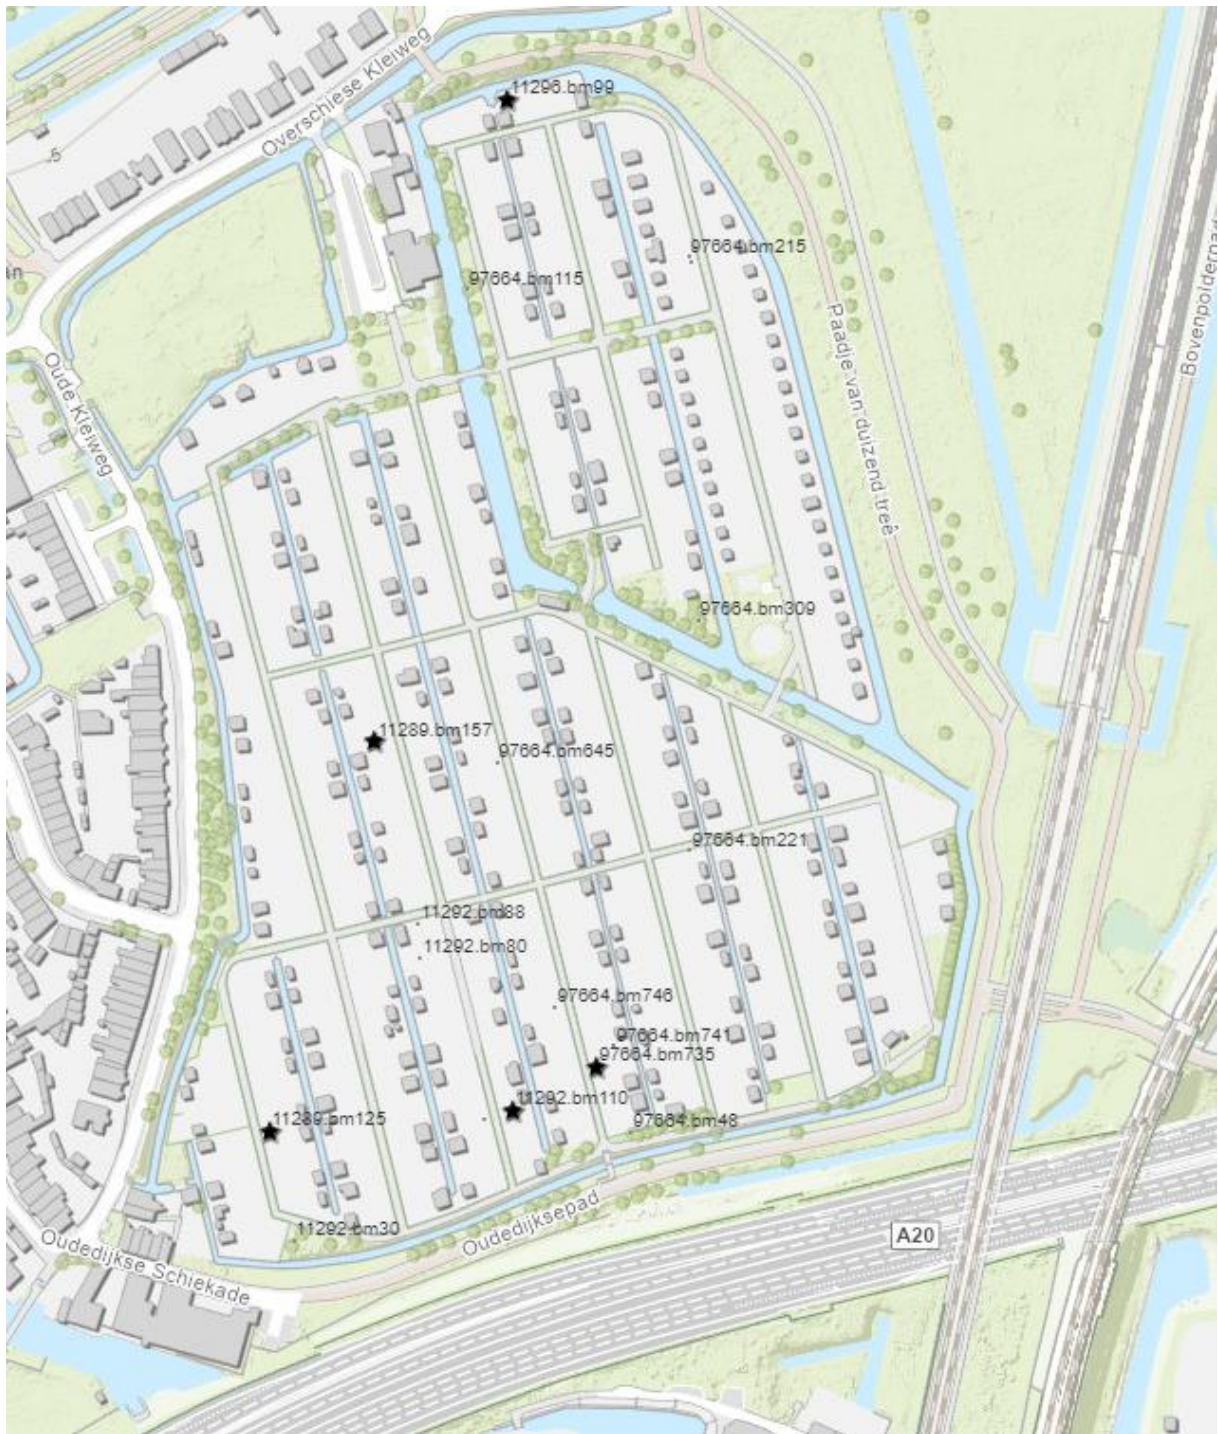 11296.bm99
Overschiese Kleiweg
.5
97664.bm215
97664.bm115
Bovenpolderpad
Paadje van duizend treê
Oude Kleiweg
97664.bm309
11289.bm157
97664.bm645
97664.bm221
11292.bm88
11292.bm80
97664.bm746
97664.bm741
97664.bm735
11292.bm110
11289.bm125
97664.bm48
11292.bm30
Oudedijksepad
A20
Oudedijkse Schiekade